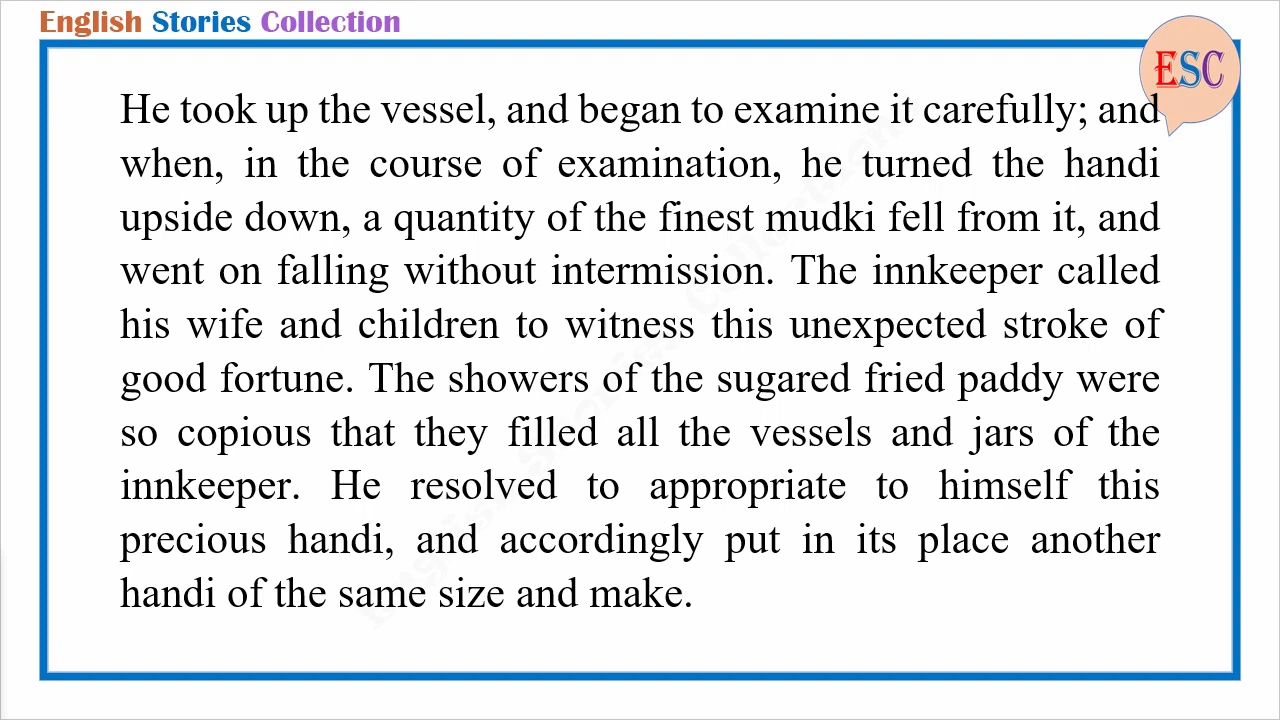 English Stories Collection
ESC
He took up the vessel, and began to examine it carefully; and
when, in the course of examination, he turned the handi
upside down, a quantity of the finest mudki fell from it, and
went on falling without intermission. The innkeeper called
his wife and children to witness this unexpected stroke of
good fortune. The showers of the sugared fried paddy were
so copious that they filled all the vessels and jars of the
innkeeper. He resolved to appropriate to himself this
precious handi, and accordingly put in its place another
handi of the same size and make.